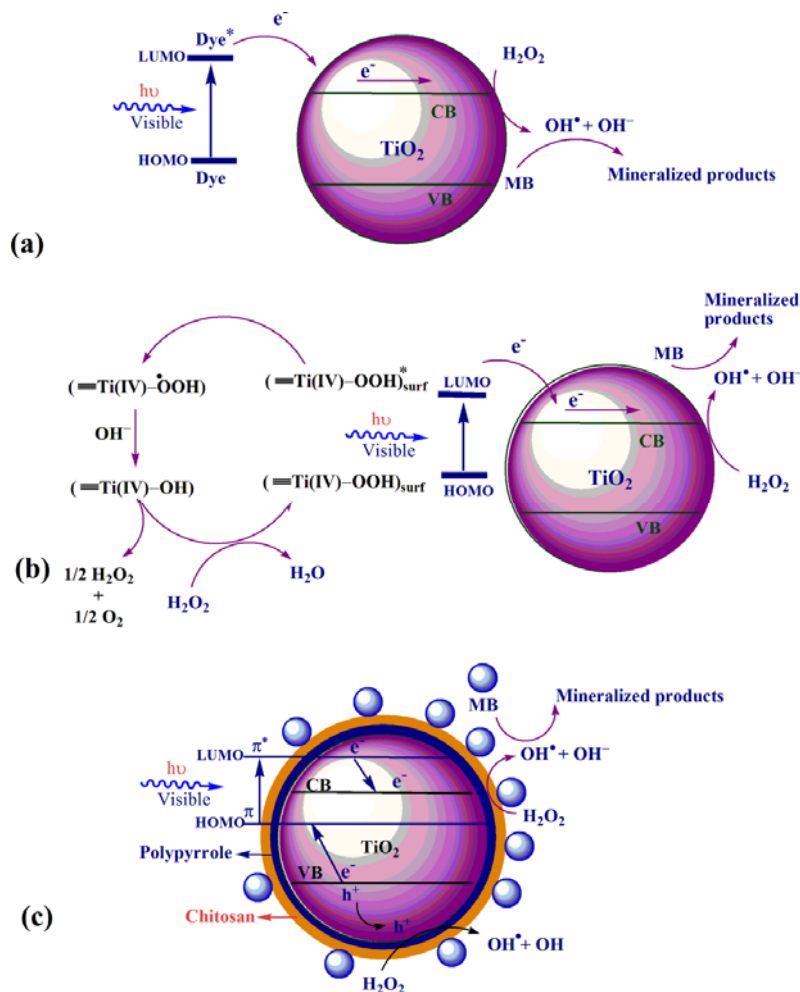 e⁻
Dye*
LUMO
hυ
Visible
HOMO
Dye
e⁻
CB
TiO₂
VB
H₂O₂
OH• + OH⁻
MB
Mineralized products
(a)
Mineralized
products
e⁻
MB
(≡Ti(IV)–•OOH)
(≡Ti(IV)–OOH)*surf
LUMO
OH• + OH⁻
e⁻
OH⁻
hυ
Visible
CB
TiO₂
H₂O₂
(≡Ti(IV)–OH)
(≡Ti(IV)–OOH)surf
HOMO
VB
(b)
1/2 H₂O₂
+
1/2 O₂
H₂O₂
H₂O
MB
Mineralized products
π*
LUMO
e⁻
OH• + OH⁻
hυ
Visible
CB
e⁻
π
HOMO
H₂O₂
Polypyrrole
TiO₂
VB
e⁻
h⁺
Chitosan
h⁺
(c)
OH• + OH
H₂O₂